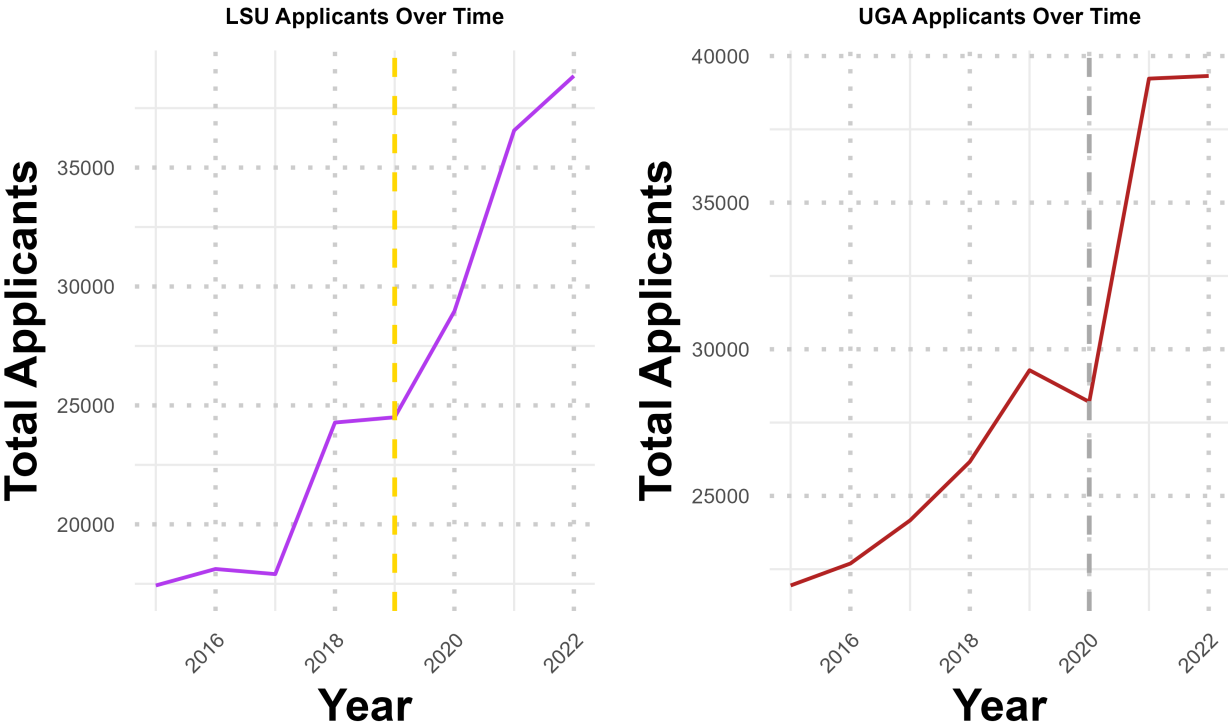 LSU Applicants Over Time
Total Applicants
35000
30000
25000
20000
2016
2018
2020
2022
Year
UGA Applicants Over Time
Total Applicants
40000
35000
30000
25000
2016
2018
2020
2022
Year